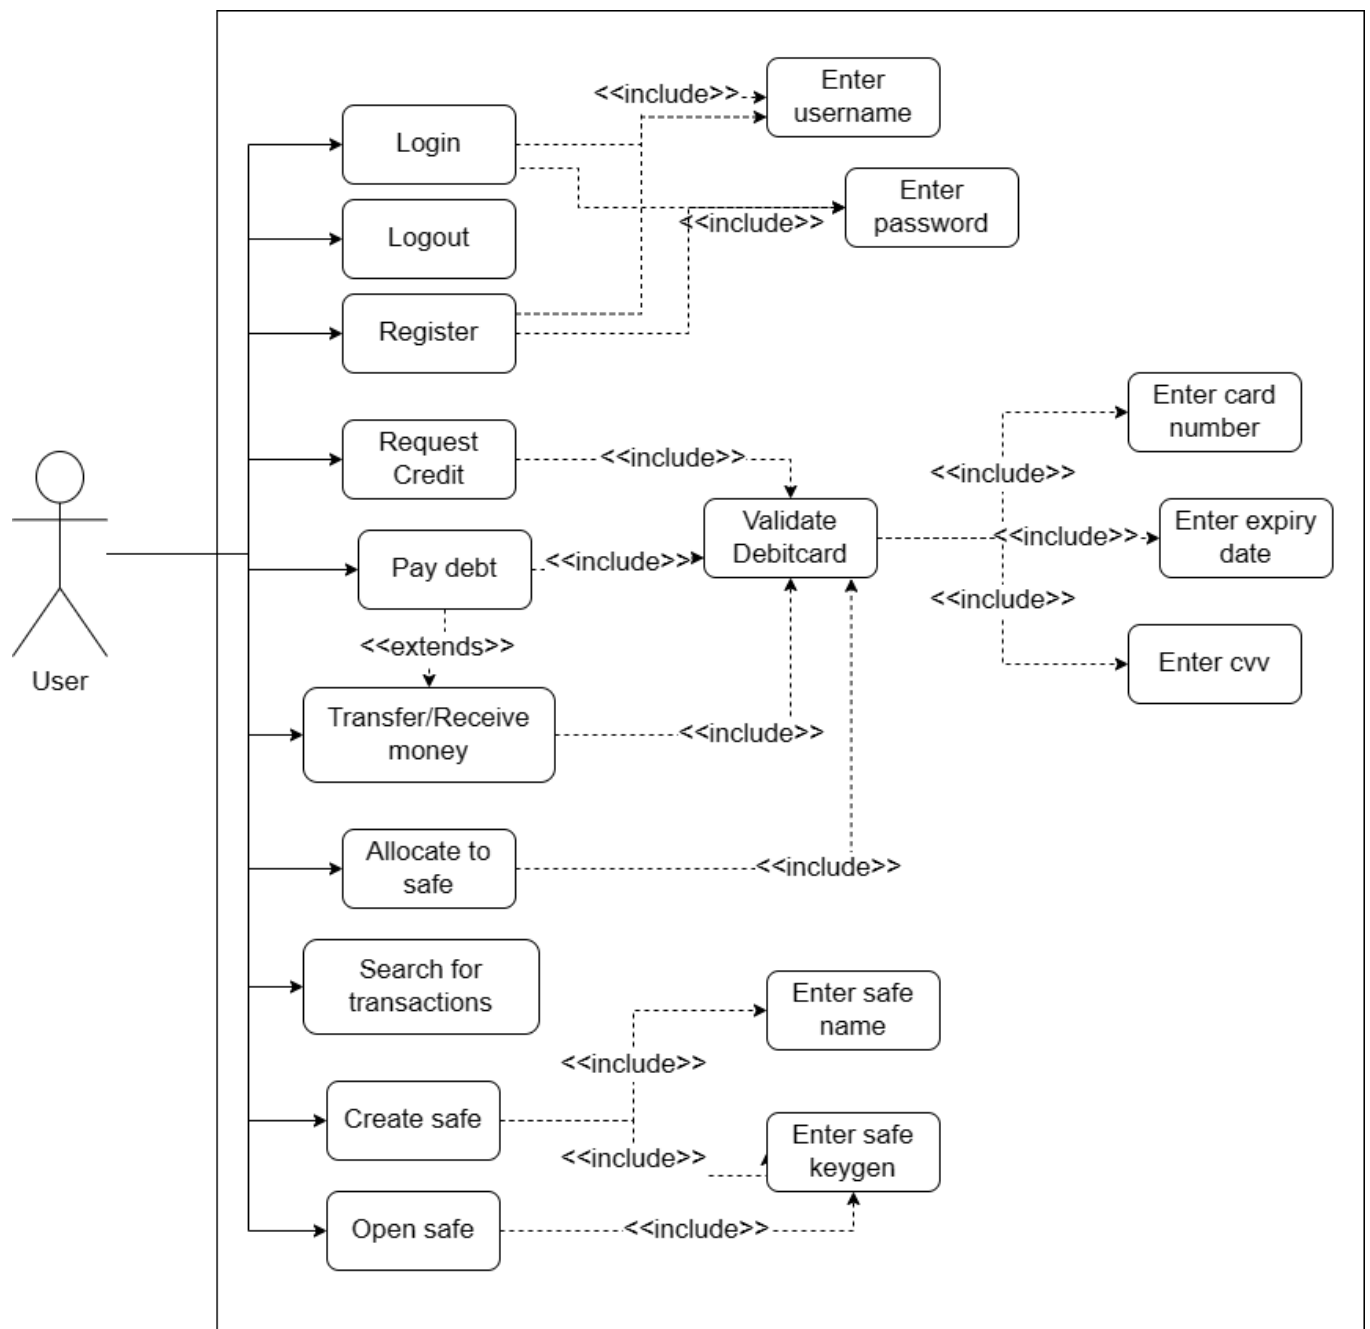 Enter
username
<<include>>
Login
Enter
password
<<include>>
Logout
Register
Enter card
number
Request
Credit
<<include>>
<<include>>
Validate
Debitcard
<<include>>
Enter expiry
date
Pay debt
<<include>>
<<include>>
<<extends>>
Enter cvv
User
Transfer/Receive
money
<<include>>
Allocate to
safe
<<include>>
Search for
transactions
Enter safe
name
<<include>>
Create safe
Enter safe
keygen
<<include>>
Open safe
<<include>>